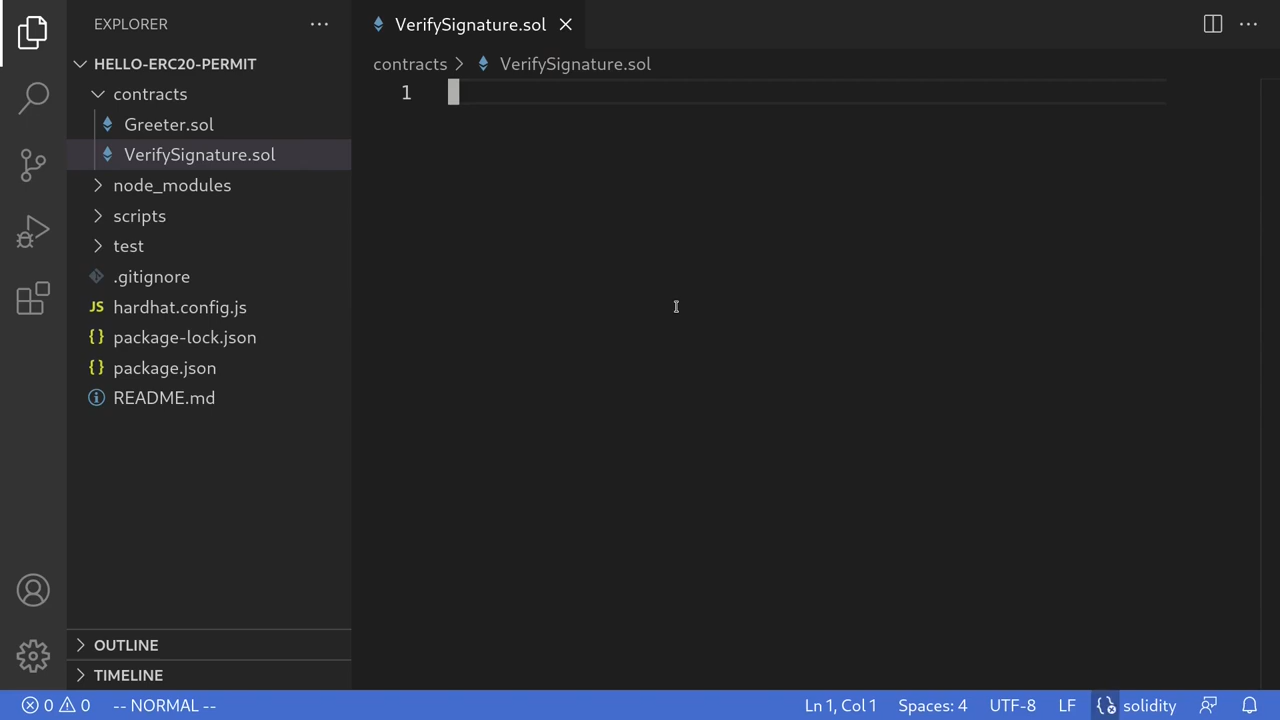 EXPLORER
HELLO-ERC20-PERMIT
contracts
Greeter.sol
VerifySignature.sol
node_modules
scripts
test
.gitignore
JS hardhat.config.js
{ } package-lock.json
{ } package.json
README.md
OUTLINE
TIMELINE
VerifySignature.sol
contracts > VerifySignature.sol
1
0 0 -- NORMAL -- Ln 1, Col 1 Spaces: 4 UTF-8 LF solidity